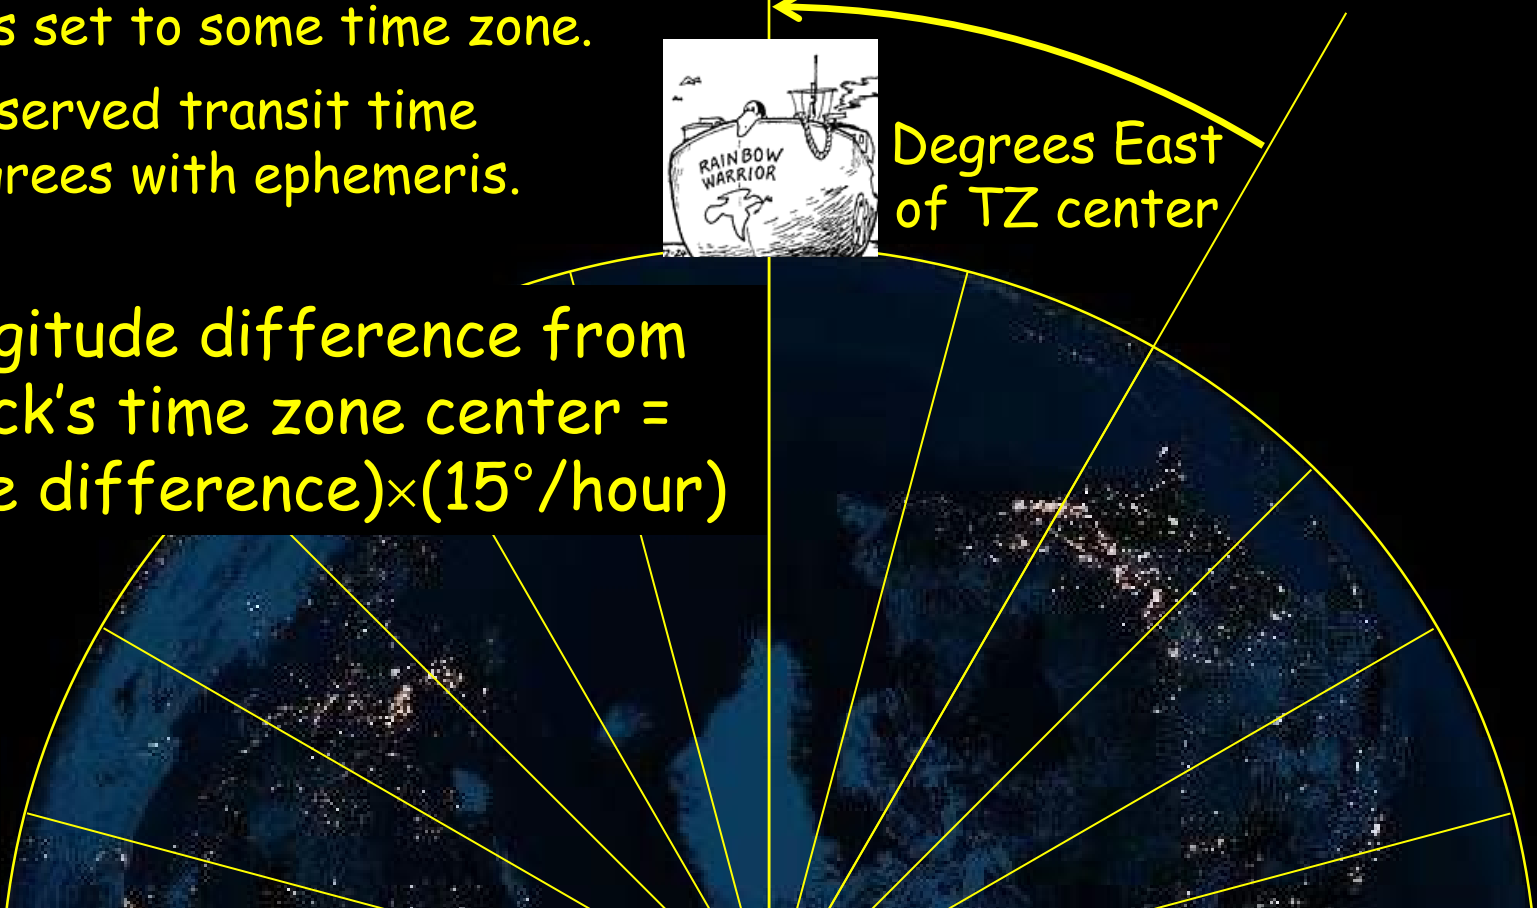 s set to some time zone.
served transit time
rees with ephemeris.
RAINBOW
WARRIOR
Degrees East
of TZ center
gitude difference from
ck's time zone center =
e difference)×(15°/hour)